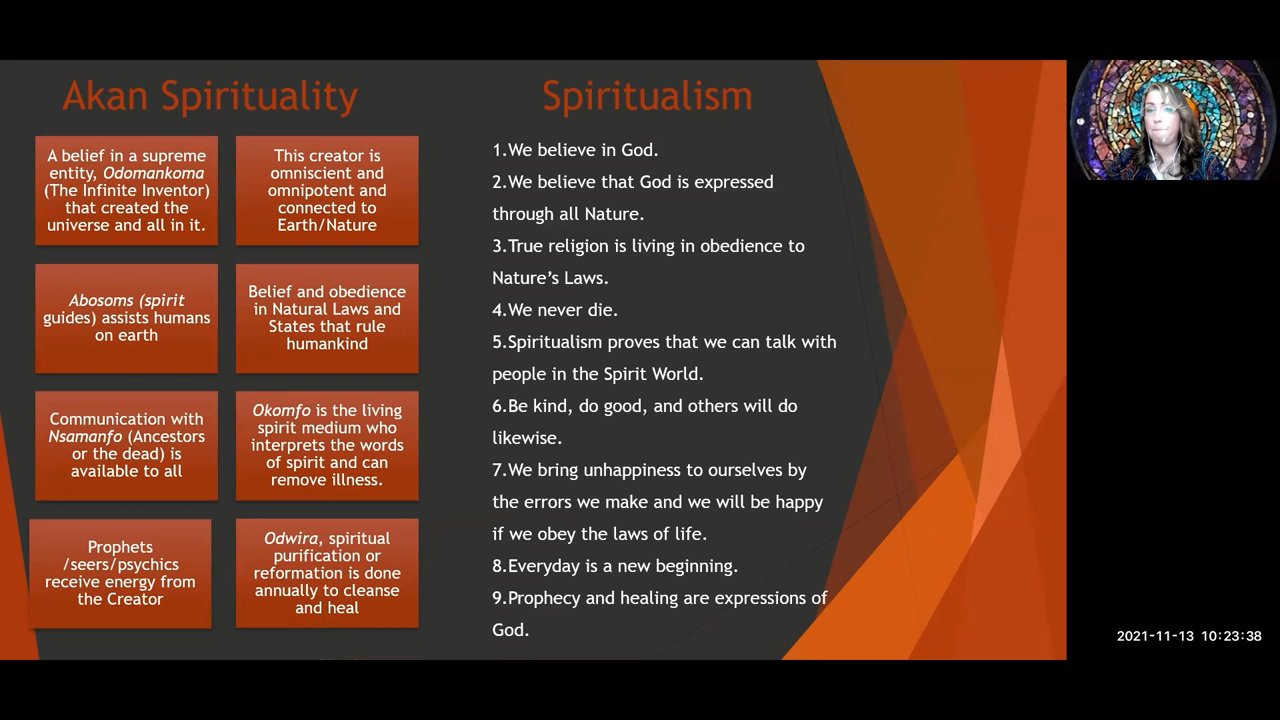 Akan Spirituality
A belief in a supreme
entity, Odomankoma
(The Infinite Inventor)
that created the
universe and all in it.
This creator is
omniscient and
omnipotent and
connected to
Earth/Nature
Abosoms (spirit
guides) assists humans
on earth
Belief and obedience
in Natural Laws and
States that rule
humankind
Communication with
Nsamanfo (Ancestors
or the dead) is
available to all
Okomfo is the living
spirit medium who
interprets the words
of spirit and can
remove illness.
Prophets
/seers/psychics
receive energy from
the Creator
Odwira, spiritual
purification or
reformation is done
annually to cleanse
and heal
Spiritualism
1.We believe in God.
2.We believe that God is expressed
through all Nature.
3.True religion is living in obedience to
Nature’s Laws.
4.We never die.
5.Spiritualism proves that we can talk with
people in the Spirit World.
6.Be kind, do good, and others will do
likewise.
7.We bring unhappiness to ourselves by
the errors we make and we will be happy
if we obey the laws of life.
8.Everyday is a new beginning.
9.Prophecy and healing are expressions of
God.
2021-11-13 10:23:38